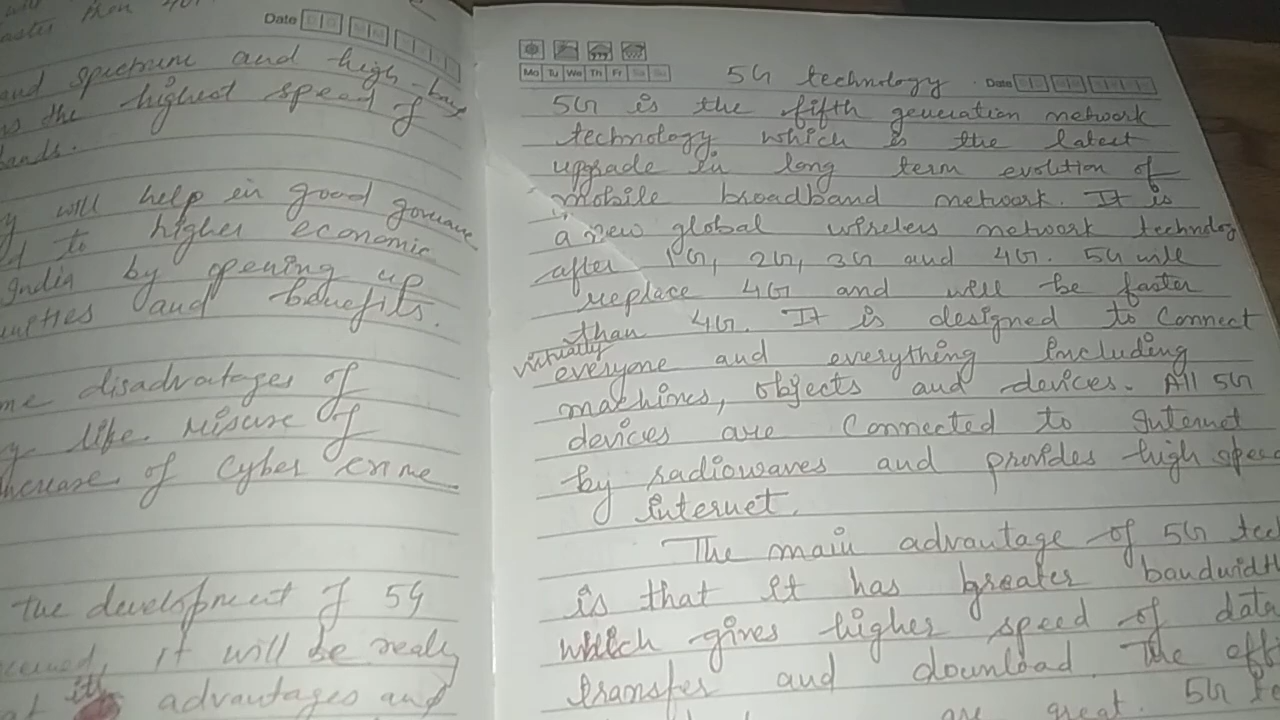 than 4G.
Date
and spectrum and high-
the highest speed of
bands.
will help in good
to higher economic
India by opening up
and benefits.
disadvatages of
like misuse of
of cyber crime.
the development of 5G
it will be really
advantages and
Mo Tu We Th Fr Sa Su
5G technology
Date
5G is the fifth generation network
technology which is the latest
upgrade in long term evolution of
mobile broadband network. It is
a new global wireless network technolog
after 1G, 2G, 3G and 4G. 5G will
replace 4G and will be faster
than 4G. It is designed to connect
virtually
everyone and everything including
machines, objects and devices. All 5G
devices are connected to Internet
by radiowaves and provides high speed
internet.
The main advantage of 5G tec
is that it has greater bandwidth
which gives higher speed of data
transfer and download. The eff
are great. 5G